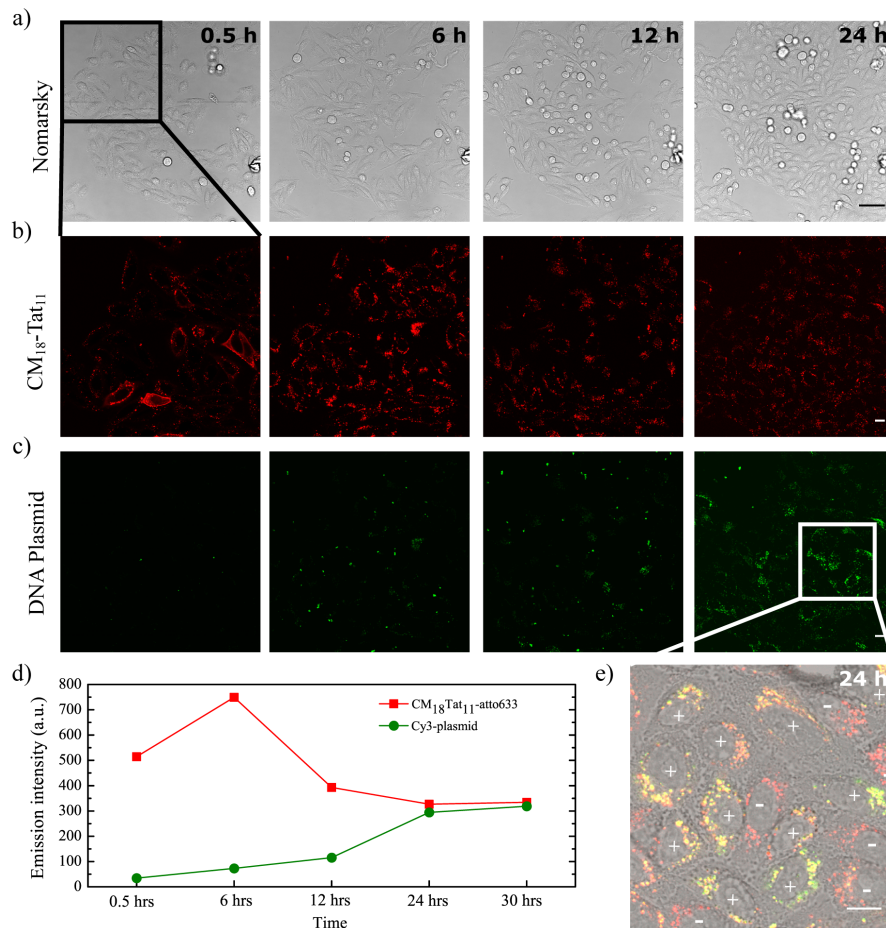 a)
0.5 h
6 h
12 h
24 h
Nomarsky
b)
CM₁₈-Tat₁₁
c)
DNA Plasmid
d)
800
700
600
500
400
300
200
100
0
Emission intensity (a.u.)
CM₁₈Tat₁₁-atto633
Cy3-plasmid
0.5 hrs
6 hrs
12 hrs
24 hrs
30 hrs
Time
e)
24 h
+
-
+
+
+
+
+
+
-
+
+
+
-
+
+
-
-